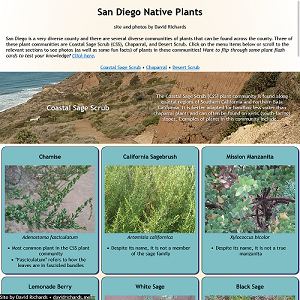 San Diego Native Plants
site and photos by David Richards
San Diego is a very diverse county and there are several diverse communities of plants that can be found across the county. Three of these plant communities are Coastal Sage Scrub (CSS), Chaparral, and Desert Scrub. Click on the menu items below or scroll to the relevant sections to see photos (as well as some fun facts) of plants in these communities! Want to flip through some plant flash cards to test your knowledge? Click here.
Coastal Sage Scrub • Chaparral • Desert Scrub
Coastal Sage Scrub
The Coastal Sage Scrub (CSS) plant community is found along coastal regions of Southern California and northern Baja California. It is better adapted for
chaparral plants and can often be found on
slopes. Examples of plants in this community include...
Chamise
California Sagebrush
Mission Manzanita
Adenostoma fasciculatum
Artemisia californica
Xylococcus bicolor
• Most common plant in the CSS plant community
• "Fasciculatum" refers to how the leaves are in fascicled bundles
• Despite its name, it is not a member of the sage family
• Despite its name, it is not a true manzanita
Lemonade Berry
White Sage
Black Sage
Site by David Richards • davidrichards.me